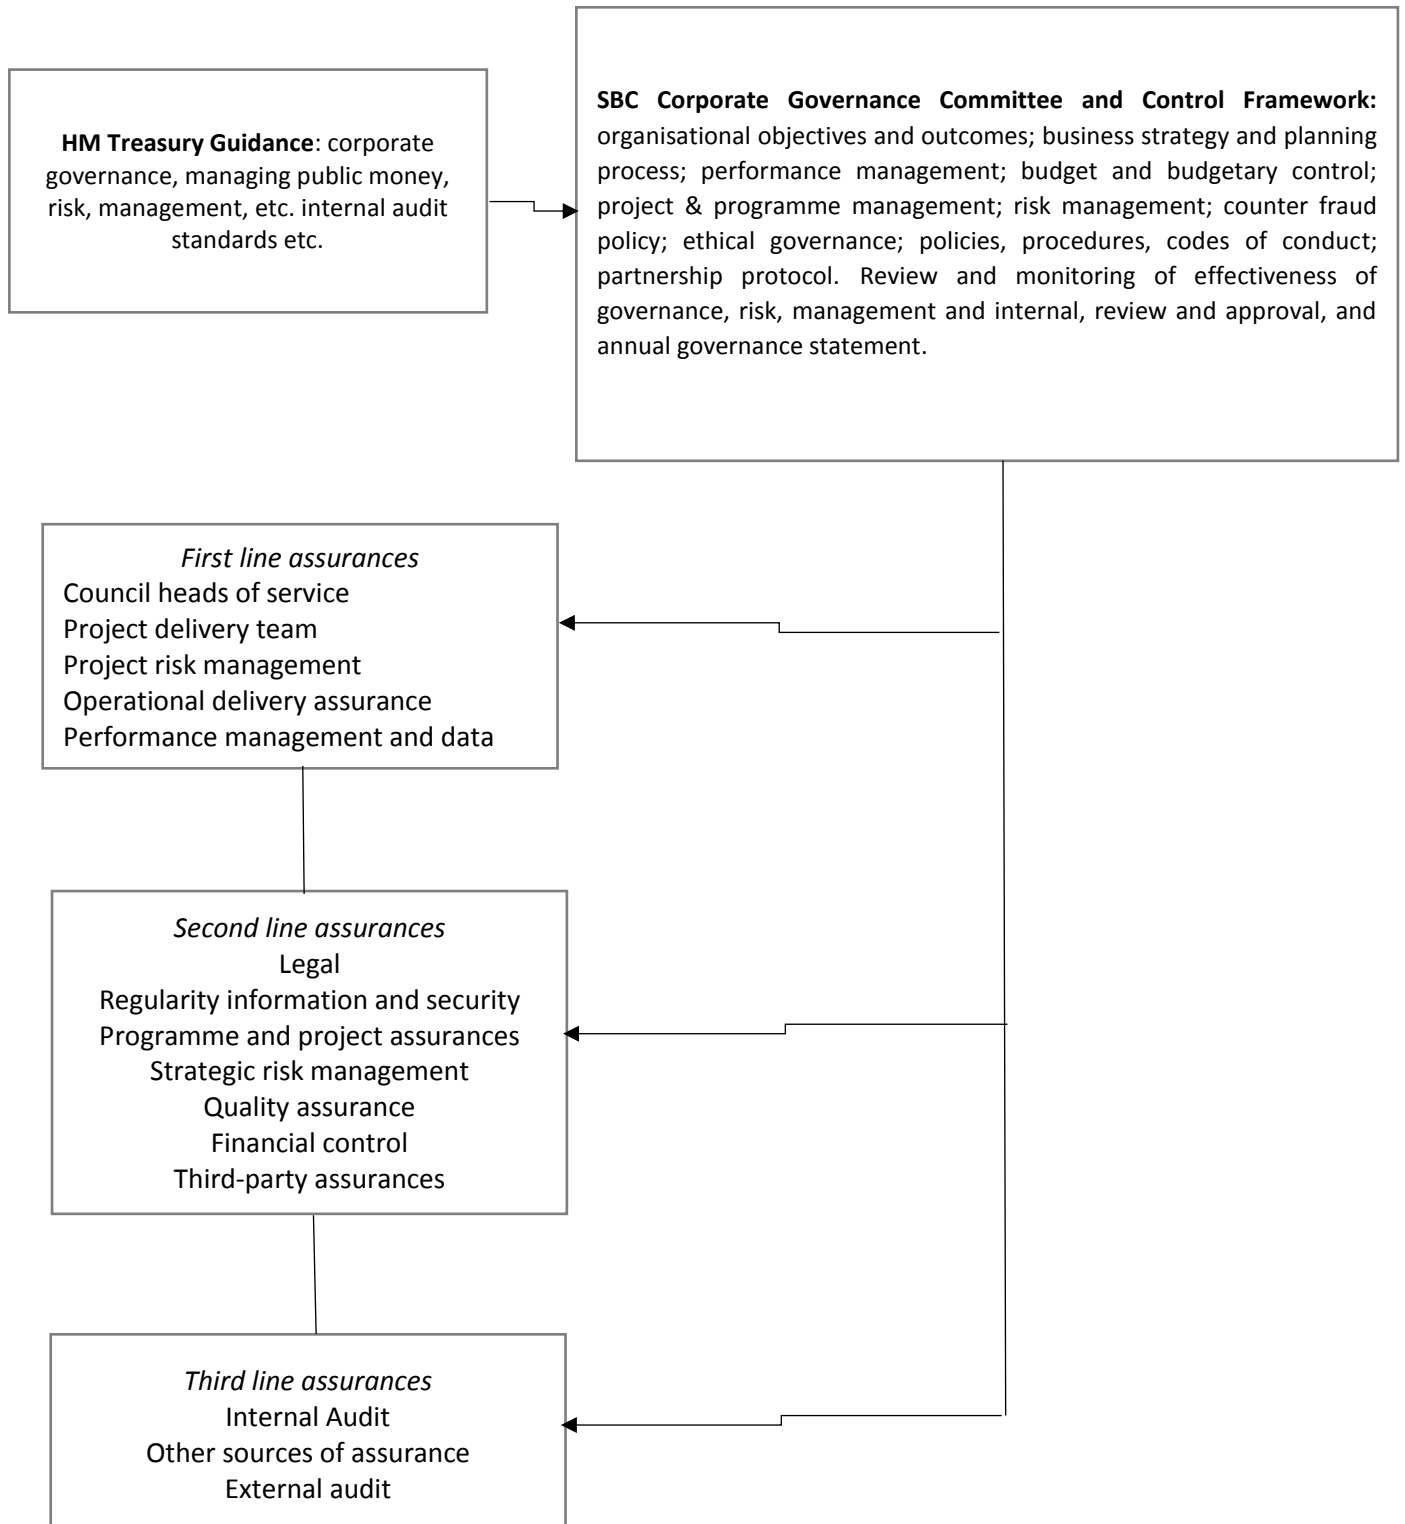 HM Treasury Guidance: corporate
governance, managing public money,
risk, management, etc. internal audit
standards etc.
SBC Corporate Governance Committee and Control Framework:
organisational objectives and outcomes; business strategy and planning
process; performance management; budget and budgetary control;
project & programme management; risk management; counter fraud
policy; ethical governance; policies, procedures, codes of conduct;
partnership protocol. Review and monitoring of effectiveness of
governance, risk, management and internal, review and approval, and
annual governance statement.
First line assurances
Council heads of service
Project delivery team
Project risk management
Operational delivery assurance
Performance management and data
Second line assurances
Legal
Regularity information and security
Programme and project assurances
Strategic risk management
Quality assurance
Financial control
Third-party assurances
Third line assurances
Internal Audit
Other sources of assurance
External audit